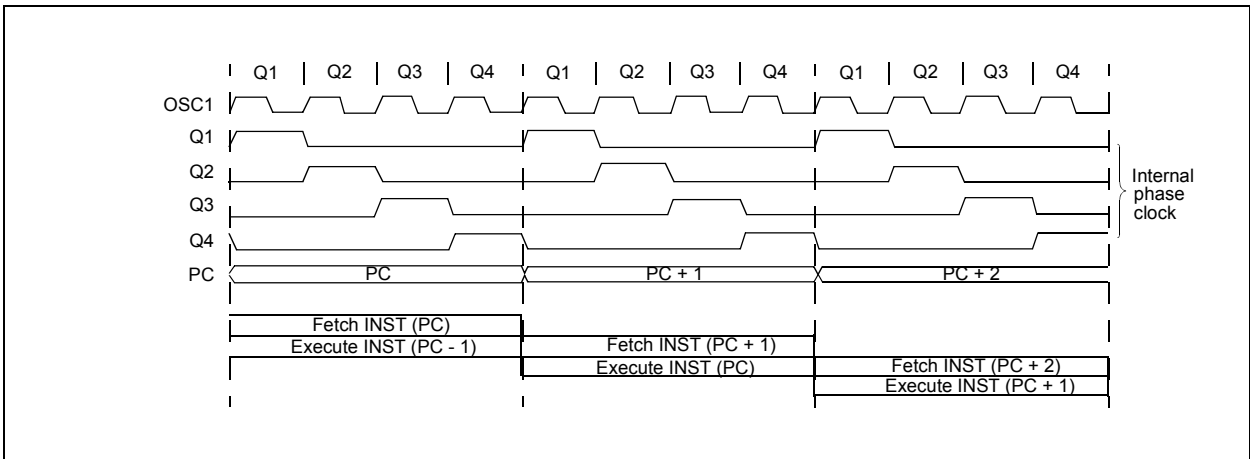 Q1 Q2 Q3 Q4 Q1 Q2 Q3 Q4 Q1 Q2 Q3 Q4
OSC1
Q1
Q2
Q3
Q4
Internal
phase
clock
PC PC PC + 1 PC + 2
Fetch INST (PC)
Execute INST (PC - 1) Fetch INST (PC + 1)
Execute INST (PC) Fetch INST (PC + 2)
Execute INST (PC + 1)